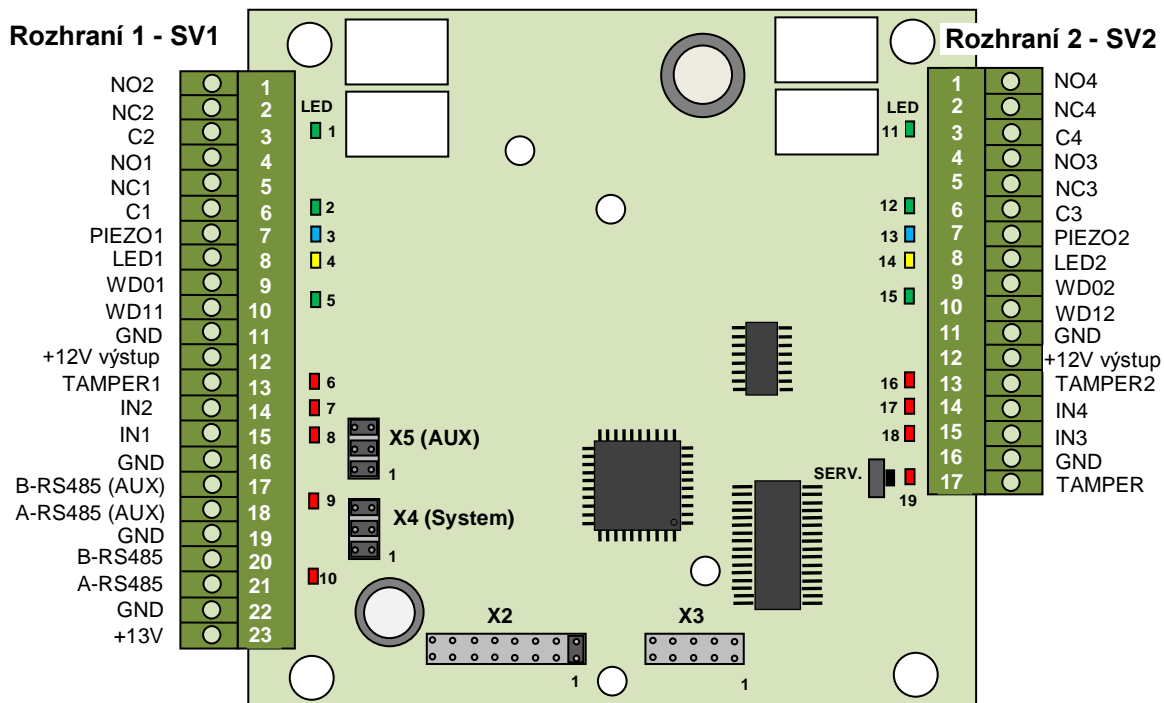 Rozhraní 1 - SV1
Rozhraní 2 - SV2
NO2 1
NC2 2
C2 3
NO1 4
NC1 5
C1 6
PIEZO1 7
LED1 8
WD01 9
WD11 10
GND 11
+12V výstup 12
TAMPER1 13
IN2 14
IN1 15
GND 16
B-RS485 (AUX) 17
A-RS485 (AUX) 18
GND 19
B-RS485 20
A-RS485 21
GND 22
+13V 23
LED
1
2
3
4
5
6
7
8
9
10
X5 (AUX)
1
X4 (System)
1
X2
1
X3
1
SERV.
LED
11
12
13
14
15
16
17
18
19
1 NO4
2 NC4
3 C4
4 NO3
5 NC3
6 C3
7 PIEZO2
8 LED2
9 WD02
10 WD12
11 GND
12 +12V výstup
13 TAMPER2
14 IN4
15 IN3
16 GND
17 TAMPER